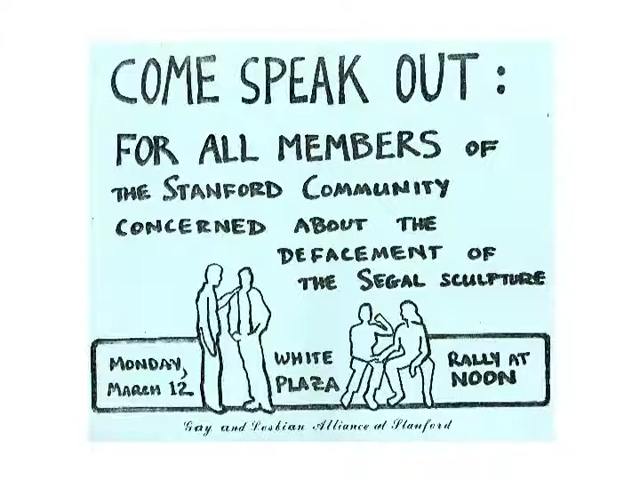 COME SPEAK OUT:
FOR ALL MEMBERS OF
THE STANFORD COMMUNITY
CONCERNED ABOUT THE
DEFACEMENT OF
THE SEGAL SCULPTURE
MONDAY,
MARCH 12
WHITE
PLAZA
RALLY AT
NOON
Gay and Lesbian Alliance at Stanford